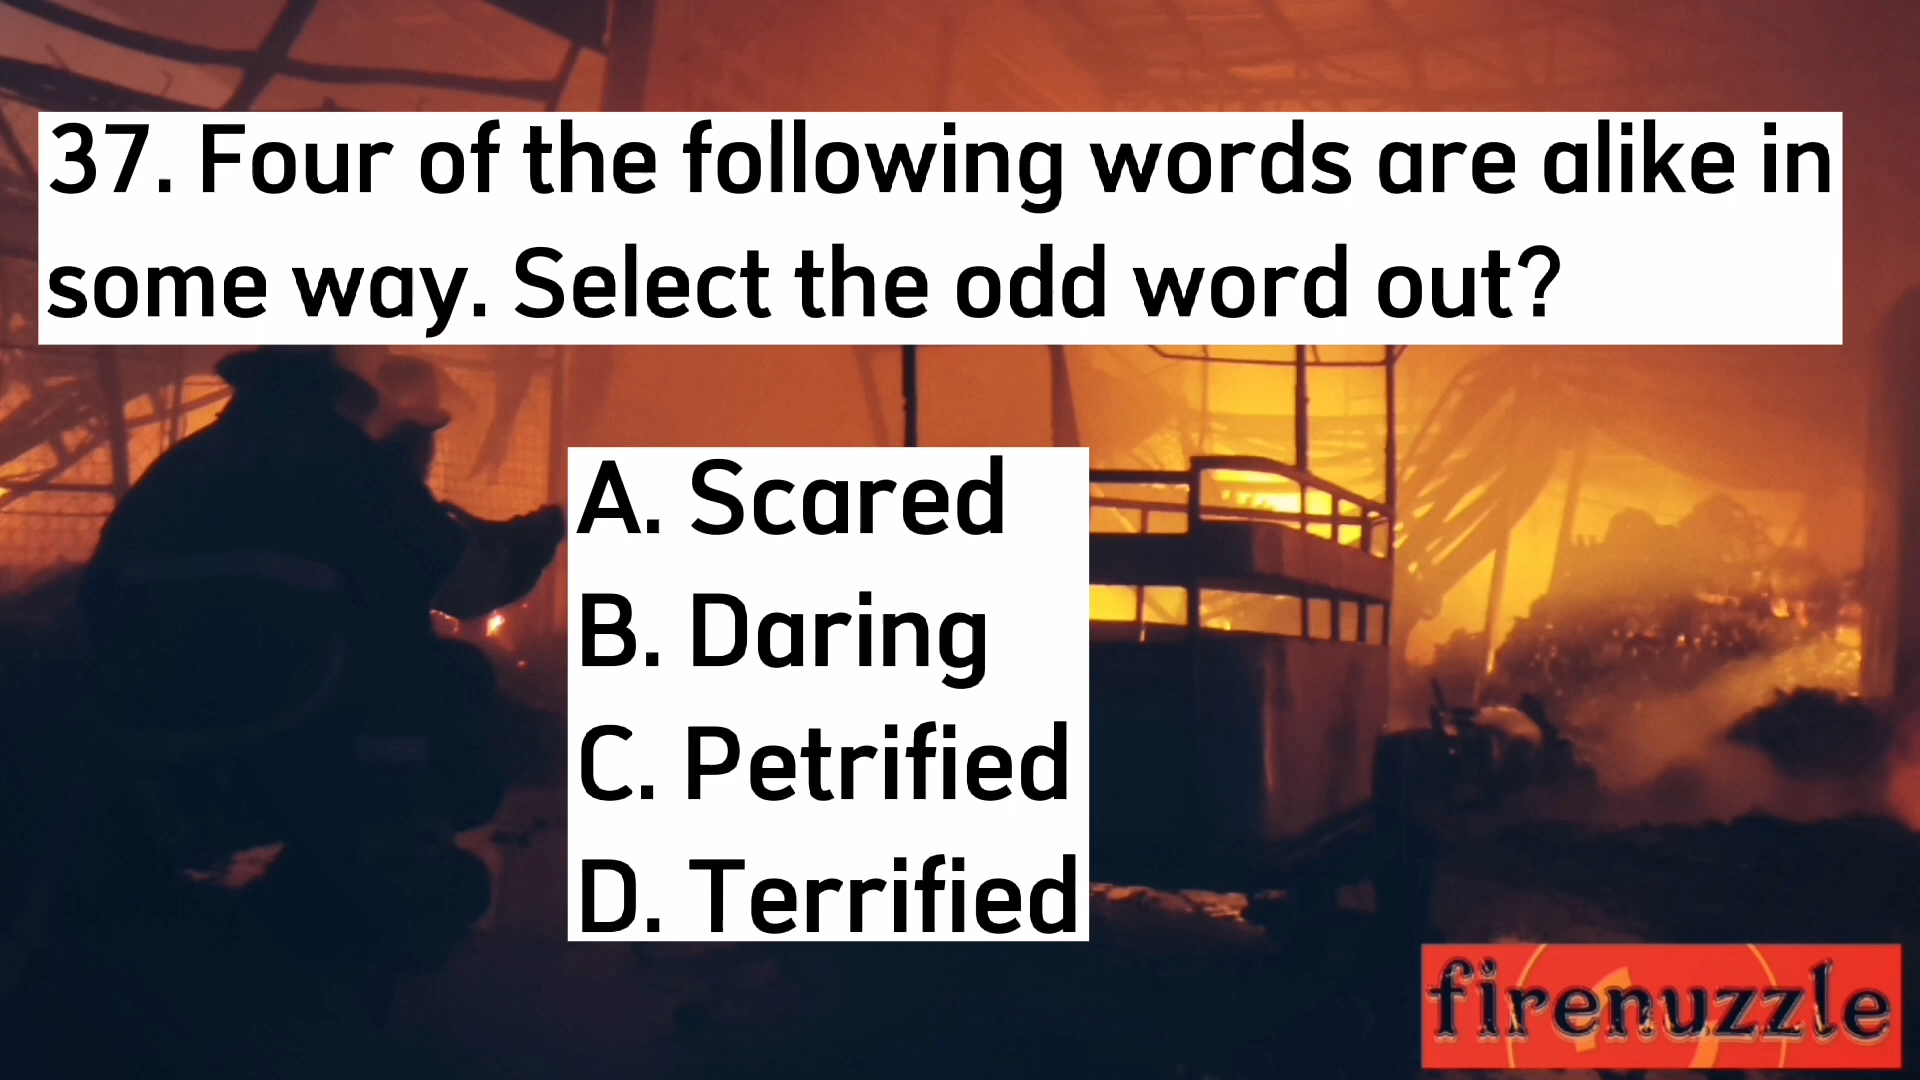 37. Four of the following words are alike in
some way. Select the odd word out?
A. Scared
B. Daring
C. Petrified
D. Terrified
firenuzzle